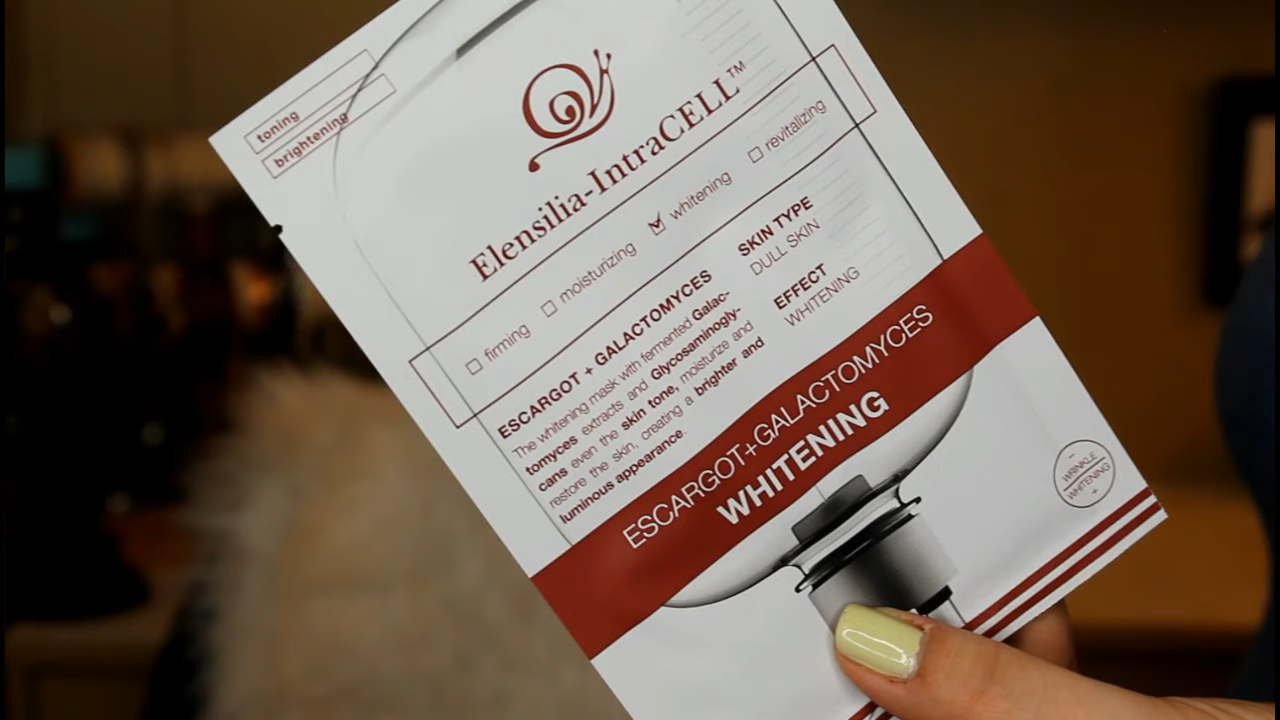 toning
brightening
Elensilia-IntraCELL™
firming
moisturizing
whitening
revitalizing
ESCARGOT + GALACTOMYCES
The whitening mask with fermented Galac-
tomyces extracts and Glycosaminogly-
cans even the skin tone, moisturize and
restore the skin, creating a brighter and
luminous appearance.
SKIN TYPE
DULL SKIN
EFFECT
WHITENING
ESCARGOT+GALACTOMYCES
WHITENING
-
WRINKLE
WHITENING
+